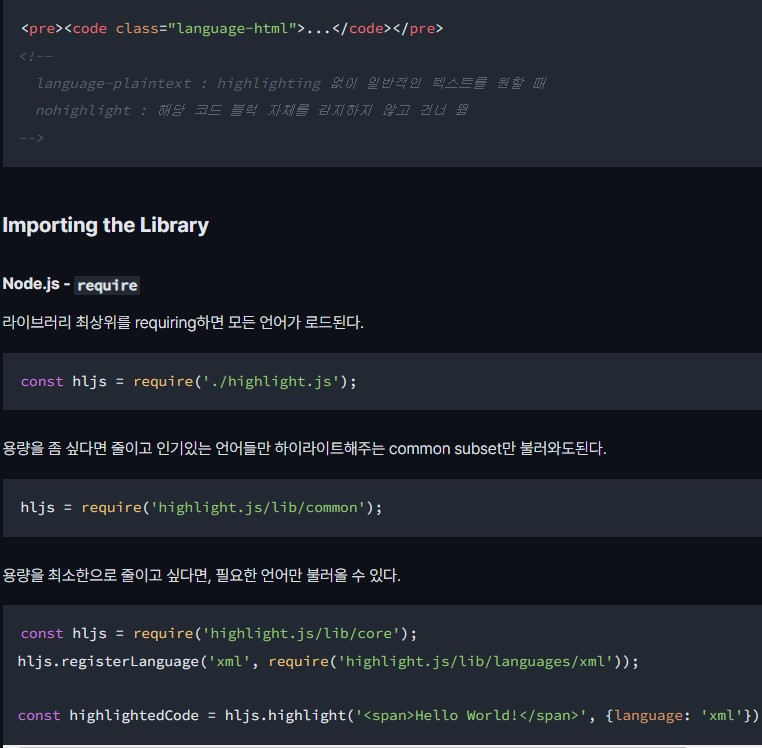 <pre><code class="language-html">...</code></pre>
<!--
language-plaintext : highlighting 없이 일반적인 텍스트를 원할 때
nohighlight : 해당 코드 블럭 자체를 감지하지 않고 건너 뜀
-->
Importing the Library
Node.js - require
라이브러리 최상위를 requiring하면 모든 언어가 로드된다.
const hljs = require('./highlight.js');
용량을 좀 싶다면 줄이고 인기있는 언어들만 하이라이트해주는 common subset만 불러와도된다.
hljs = require('highlight.js/lib/common');
용량을 최소한으로 줄이고 싶다면, 필요한 언어만 불러올 수 있다.
const hljs = require('highlight.js/lib/core');
hljs.registerLanguage('xml', require('highlight.js/lib/languages/xml'));
const highlightedCode = hljs.highlight('<span>Hello World!</span>', {language: 'xml'})